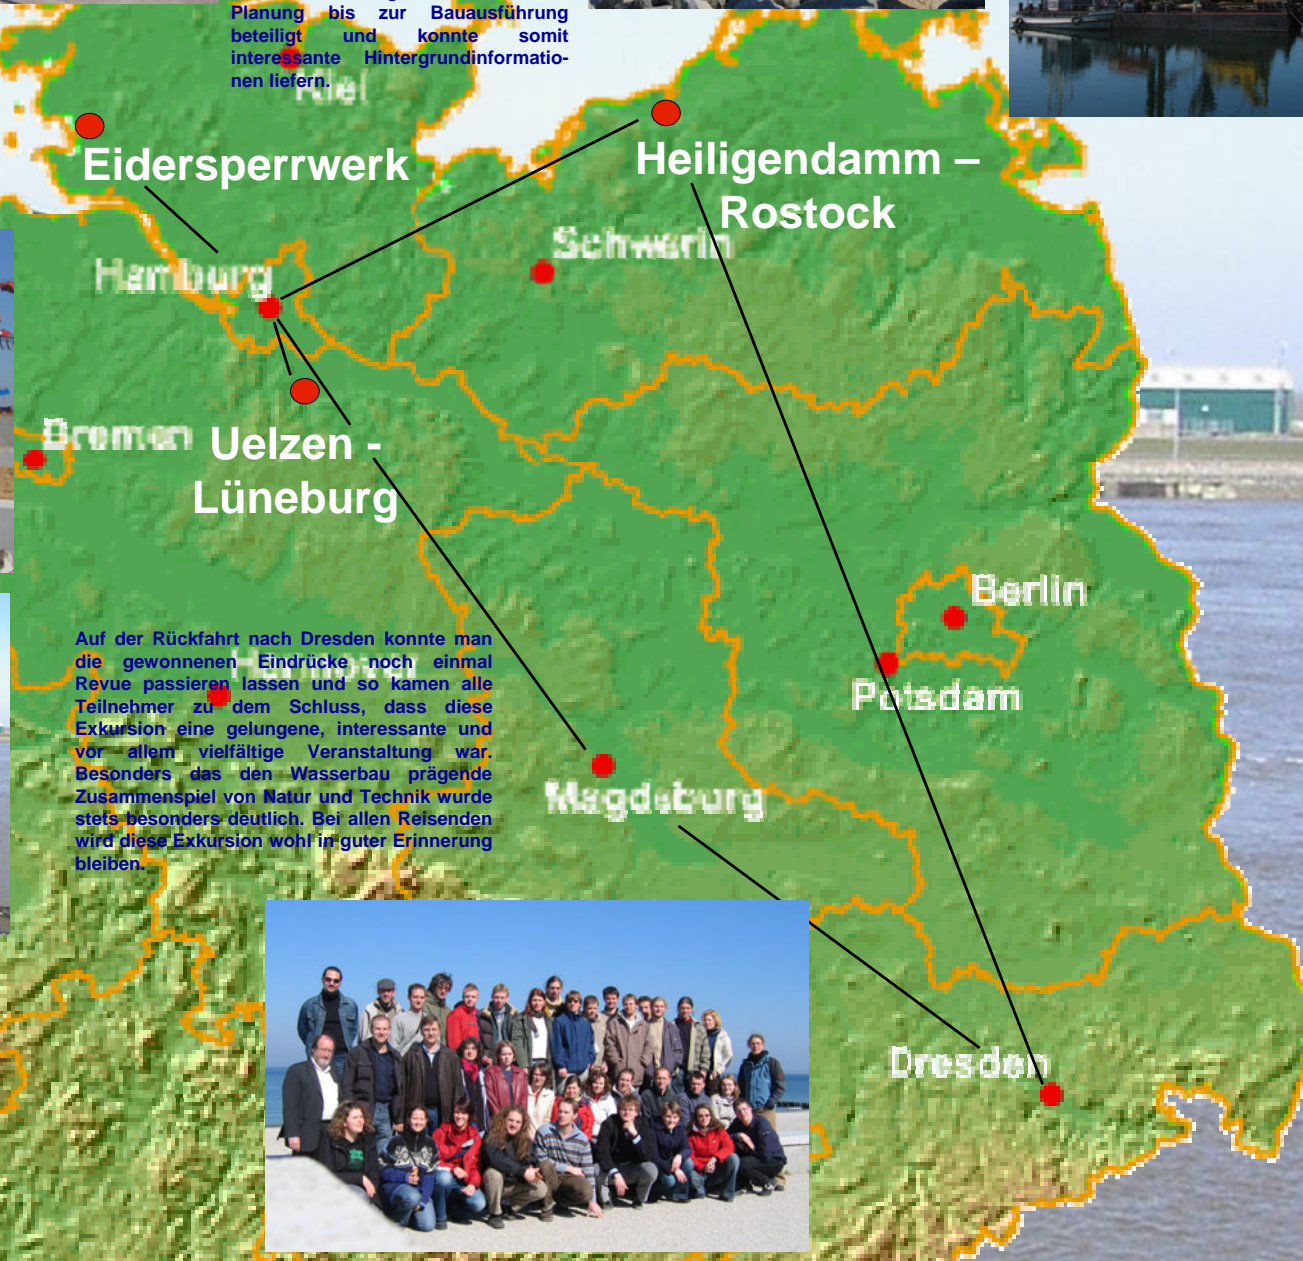 Planung bis zur Bauausführung
beteiligt und konnte somit
interessante Hintergrundinformatio-
nen liefern.
Kiel
Eidersperrwerk
Heiligendamm –
Rostock
Schwerin
Hamburg
Bremen
Uelzen -
Lüneburg
Berlin
Potsdam
Hannover
Auf der Rückfahrt nach Dresden konnte man
die gewonnenen Eindrücke noch einmal
Revue passieren lassen und so kamen alle
Teilnehmer zu dem Schluss, dass diese
Exkursion eine gelungene, interessante und
vor allem vielfältige Veranstaltung war.
Besonders das den Wasserbau prägende
Zusammenspiel von Natur und Technik wurde
stets besonders deutlich. Bei allen Reisenden
wird diese Exkursion wohl in guter Erinnerung
bleiben.
Magdeburg
Dresden